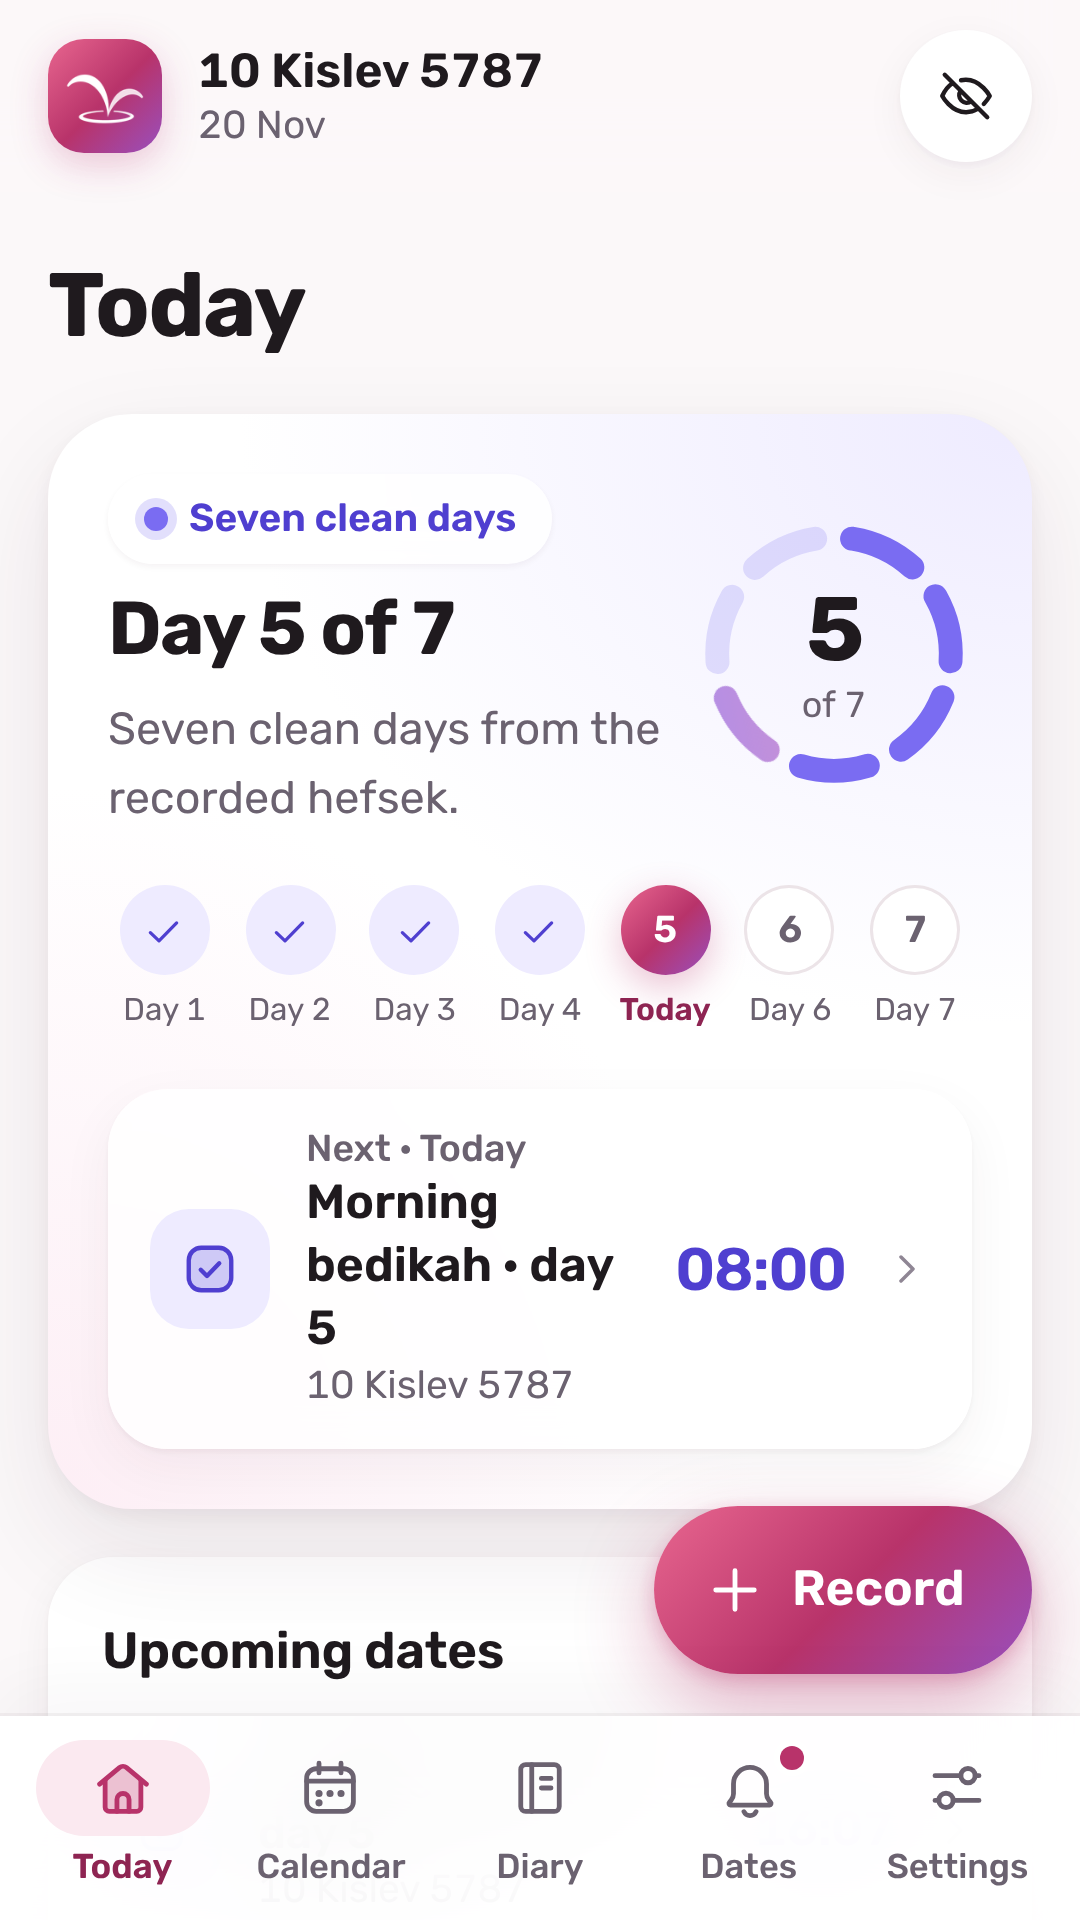 10 Kislev 5787
20 Nov
Today
Seven clean days
Day 5 of 7
Seven clean days from the
recorded hefsek.
5
of 7
5 6 7
Day 1 Day 2 Day 3 Day 4 Today Day 6 Day 7
Next • Today
Morning
bedikah • day
5
10 Kislev 5787
08:00
Record
Upcoming dates
10 Kislev 5787
Today Calendar Diary Dates Settings